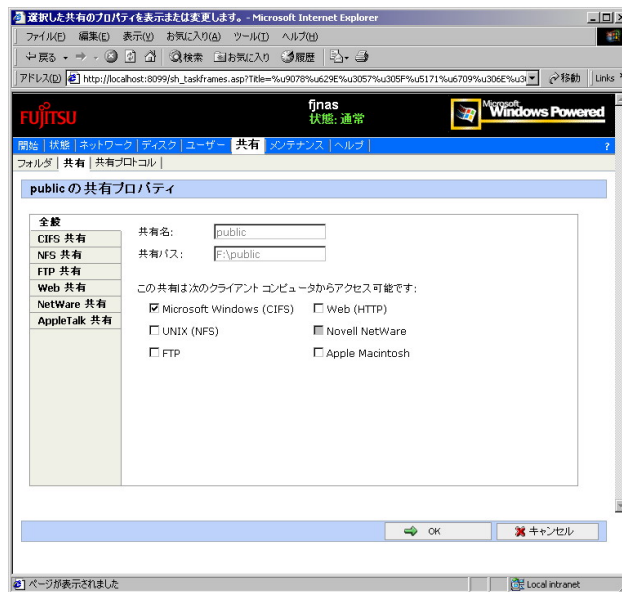 選択した共有のプロパティを表示または変更します。- Microsoft Internet Explorer
ファイル(F) 編集(E) 表示(V) お気に入り(A) ツール(T) ヘルプ(H)
戻る 検索 お気に入り 履歴
アドレス(D) http://localhost:8099/sh_taskframes.asp?Title=%u9078%u629E%u3057%u305F%u5171%u6709%u306E%u3 移動 Links
FUJITSU
fjnas
状態: 通常
Microsoft
Windows Powered
開始 | 状態 | ネットワーク | ディスク | ユーザー | 共有 | メンテナンス | ヘルプ | ?
フォルダ | 共有 | 共有プロトコル |
public の 共有プロパティ
全般
CIFS 共有
NFS 共有
FTP 共有
Web 共有
NetWare 共有
AppleTalk 共有
共有名: public
共有パス: F:\public
この共有は次のクライアント コンピュータからアクセス可能です:
Microsoft Windows (CIFS) Web (HTTP)
UNIX (NFS) Novell NetWare
FTP Apple Macintosh
OK キャンセル
ページが表示されました Local intranet